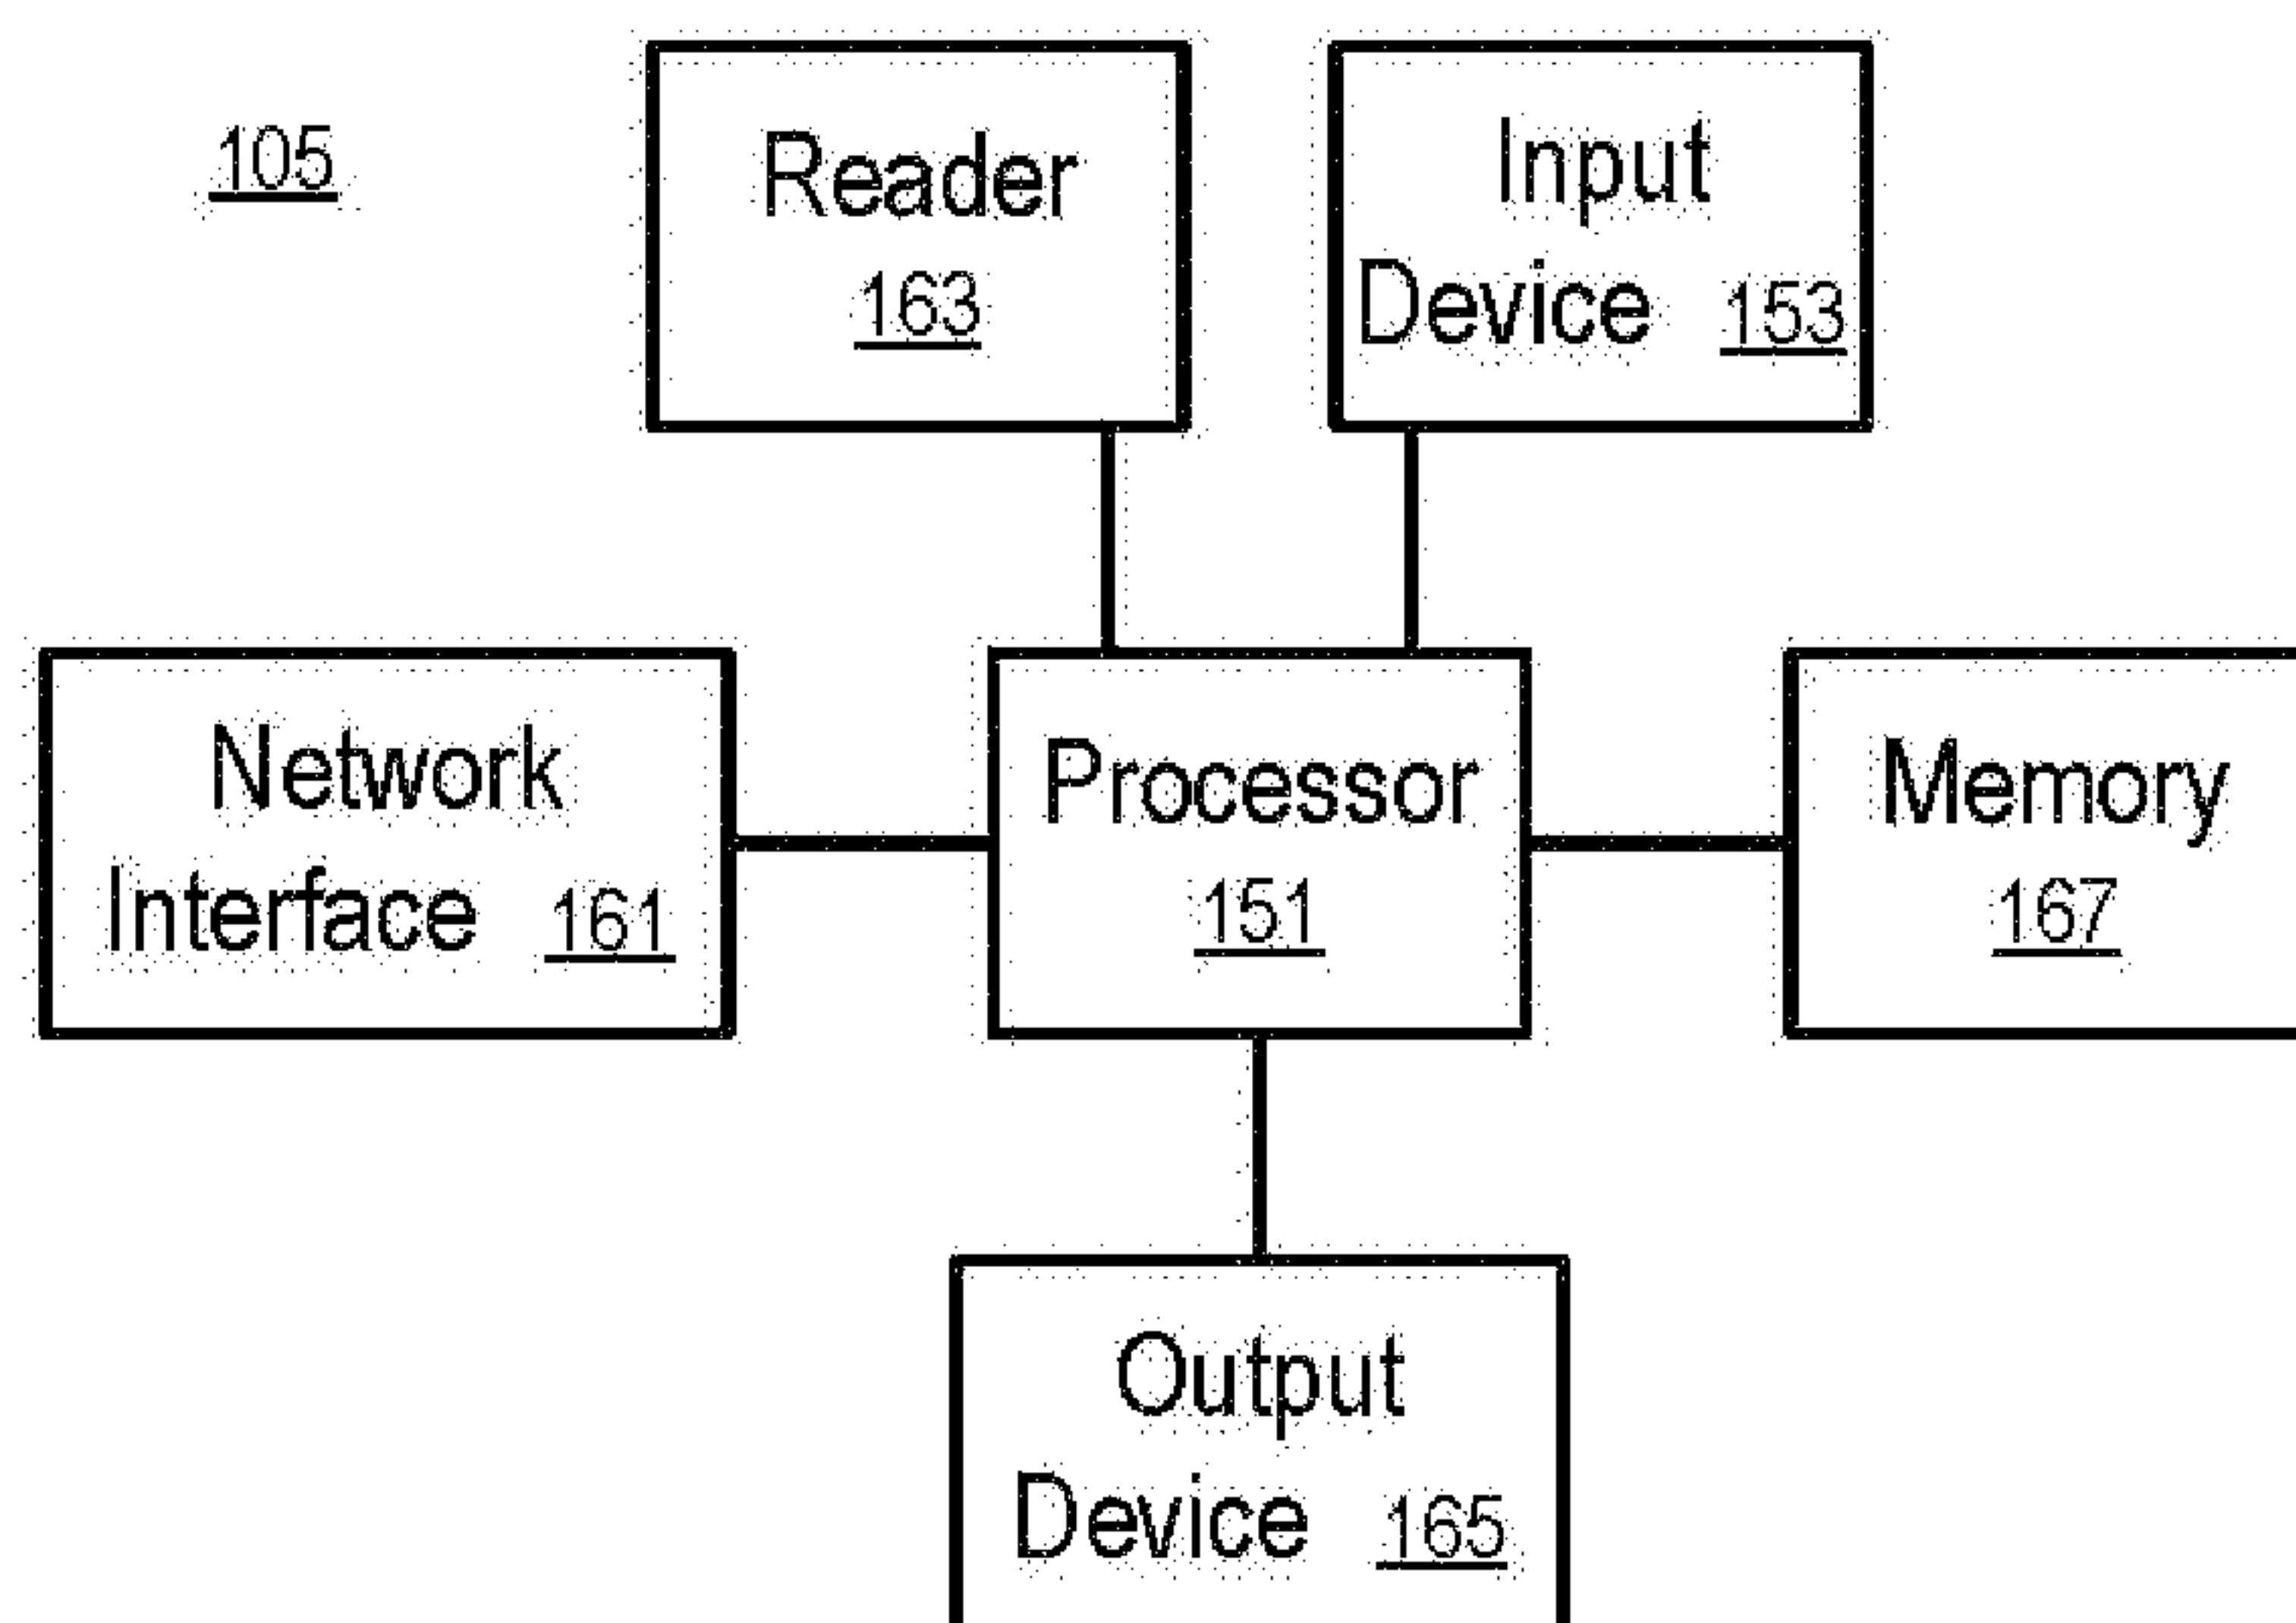 105
Reader
163
Input
Device 153
Network
Interface 161
Processor
151
Memory
167
Output
Device 165